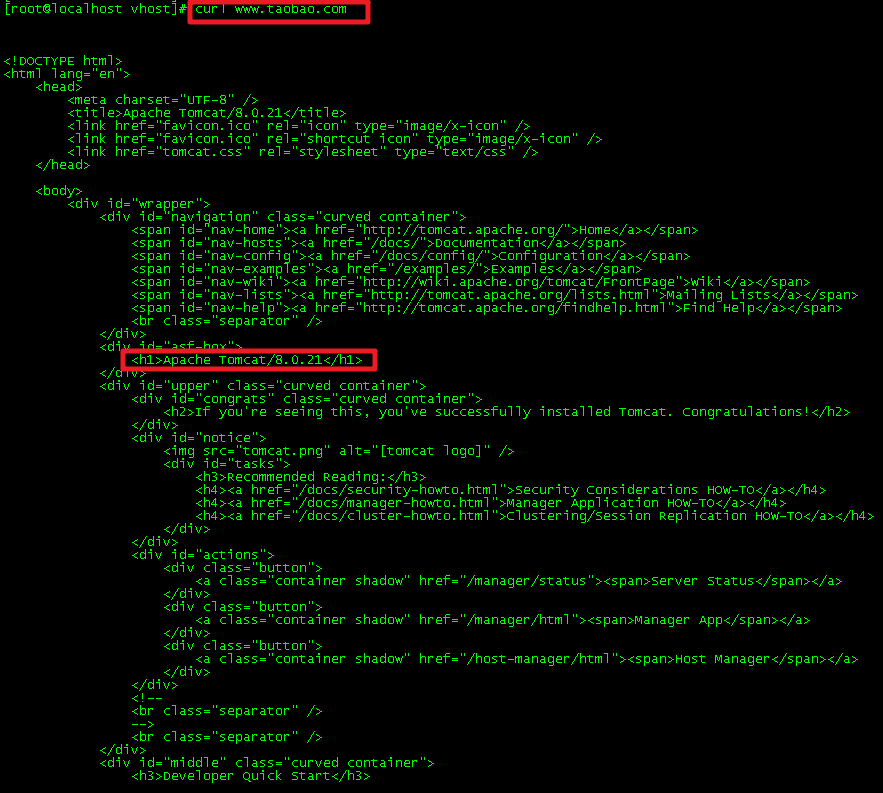 [root@localhost vhost]# curl www.taobao.com
<!DOCTYPE html>
<html lang="en">
    <head>
        <meta charset="UTF-8" />
        <title>Apache Tomcat/8.0.21</title>
        <link href="favicon.ico" rel="icon" type="image/x-icon" />
        <link href="favicon.ico" rel="shortcut icon" type="image/x-icon" />
        <link href="tomcat.css" rel="stylesheet" type="text/css" />
    </head>
    <body>
        <div id="wrapper">
            <div id="navigation" class="curved container">
                <span id="nav-home"><a href="http://tomcat.apache.org/">Home</a></span>
                <span id="nav-hosts"><a href="/docs/">Documentation</a></span>
                <span id="nav-config"><a href="/docs/config/">Configuration</a></span>
                <span id="nav-examples"><a href="/examples/">Examples</a></span>
                <span id="nav-wiki"><a href="http://wiki.apache.org/tomcat/FrontPage">Wiki</a></span>
                <span id="nav-lists"><a href="http://tomcat.apache.org/lists.html">Mailing Lists</a></span>
                <span id="nav-help"><a href="http://tomcat.apache.org/findhelp.html">Find Help</a></span>
                <br class="separator" />
            </div>
            <div id="asf-box">
                <h1>Apache Tomcat/8.0.21</h1>
            </div>
            <div id="upper" class="curved container">
                <div id="congrats" class="curved container">
                    <h2>If you're seeing this, you've successfully installed Tomcat. Congratulations!</h2>
                </div>
                <div id="notice">
                    <img src="tomcat.png" alt="[tomcat logo]" />
                    <div id="tasks">
                        <h3>Recommended Reading:</h3>
                        <h4><a href="/docs/security-howto.html">Security Considerations HOW-TO</a></h4>
                        <h4><a href="/docs/manager-howto.html">Manager Application HOW-TO</a></h4>
                        <h4><a href="/docs/cluster-howto.html">Clustering/Session Replication HOW-TO</a></h4>
                    </div>
                </div>
                <div id="actions">
                    <div class="button">
                        <a class="container shadow" href="/manager/status"><span>Server Status</span></a>
                    </div>
                    <div class="button">
                        <a class="container shadow" href="/manager/html"><span>Manager App</span></a>
                    </div>
                    <div class="button">
                        <a class="container shadow" href="/host-manager/html"><span>Host Manager</span></a>
                    </div>
                </div>
                <!--
                <br class="separator" />
                -->
                <br class="separator" />
            </div>
            <div id="middle" class="curved container">
                <h3>Developer Quick Start</h3>